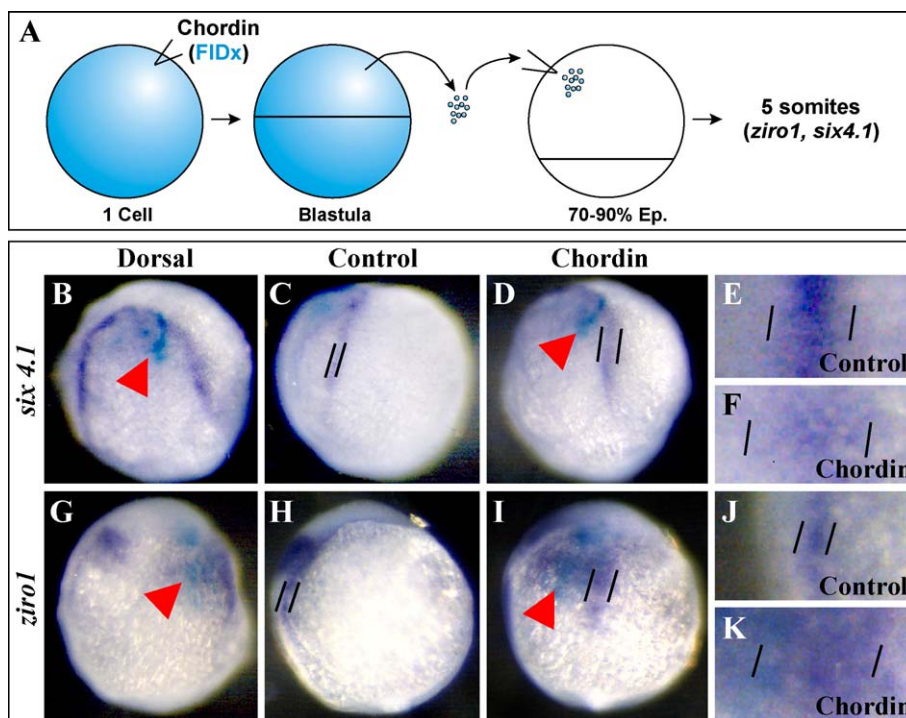 A
Chordin
(FIDx)
1 Cell
Blastula
70-90% Ep.
5 somites
(ziro1, six4.1)
Dorsal
Control
Chordin
six 4.1
B
C
D
E
Control
F
Chordin
ziro1
G
H
I
J
Control
K
Chordin